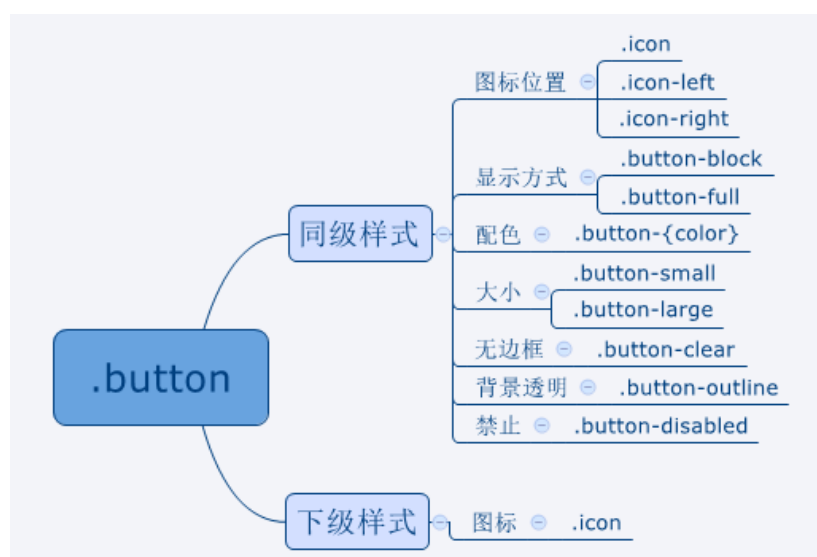 .button
同级样式
图标位置
.icon
.icon-left
.icon-right
显示方式
.button-block
.button-full
配色
.button-{color}
大小
.button-small
.button-large
无边框
.button-clear
背景透明
.button-outline
禁止
.button-disabled
下级样式
图标
.icon